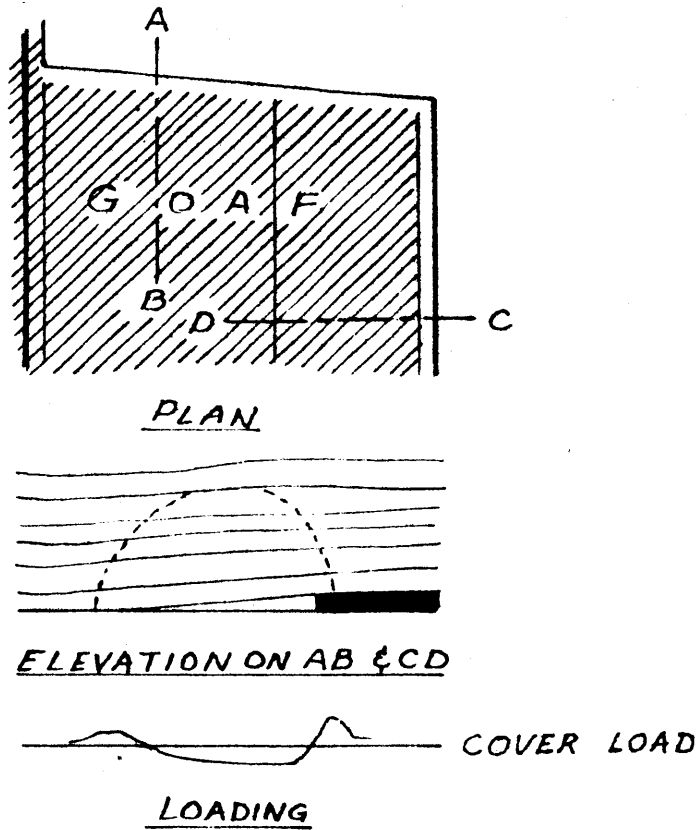 A
G O A F
B
D C
PLAN
ELEVATION ON AB & CD
COVER LOAD
LOADING